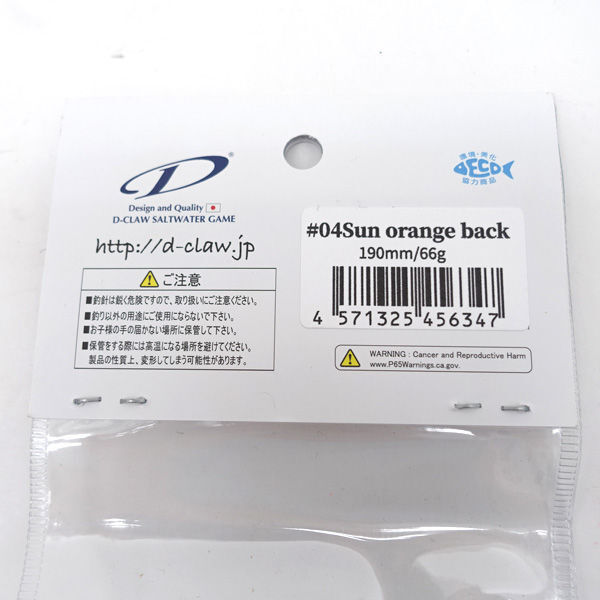 D ®
Design and Quality
D-CLAW SALTWATER GAME
http://d-claw.jp
ご注意
■釣針は鋭く危険ですので、取り扱いにご注意ください。
■釣り以外の用途にご使用にならないで下さい。
■お子様の手の届かない場所に保管して下さい。
■保管をする際には高温になる場所を避けてください。
製品の性質上、変形してしまう可能性があります。
環境・美化
DECO
協力商品
#04Sun orange back
190mm/66g
4 571325 456347
WARNING : Cancer and Reproductive Harm
www.P65Warnings.ca.gov.